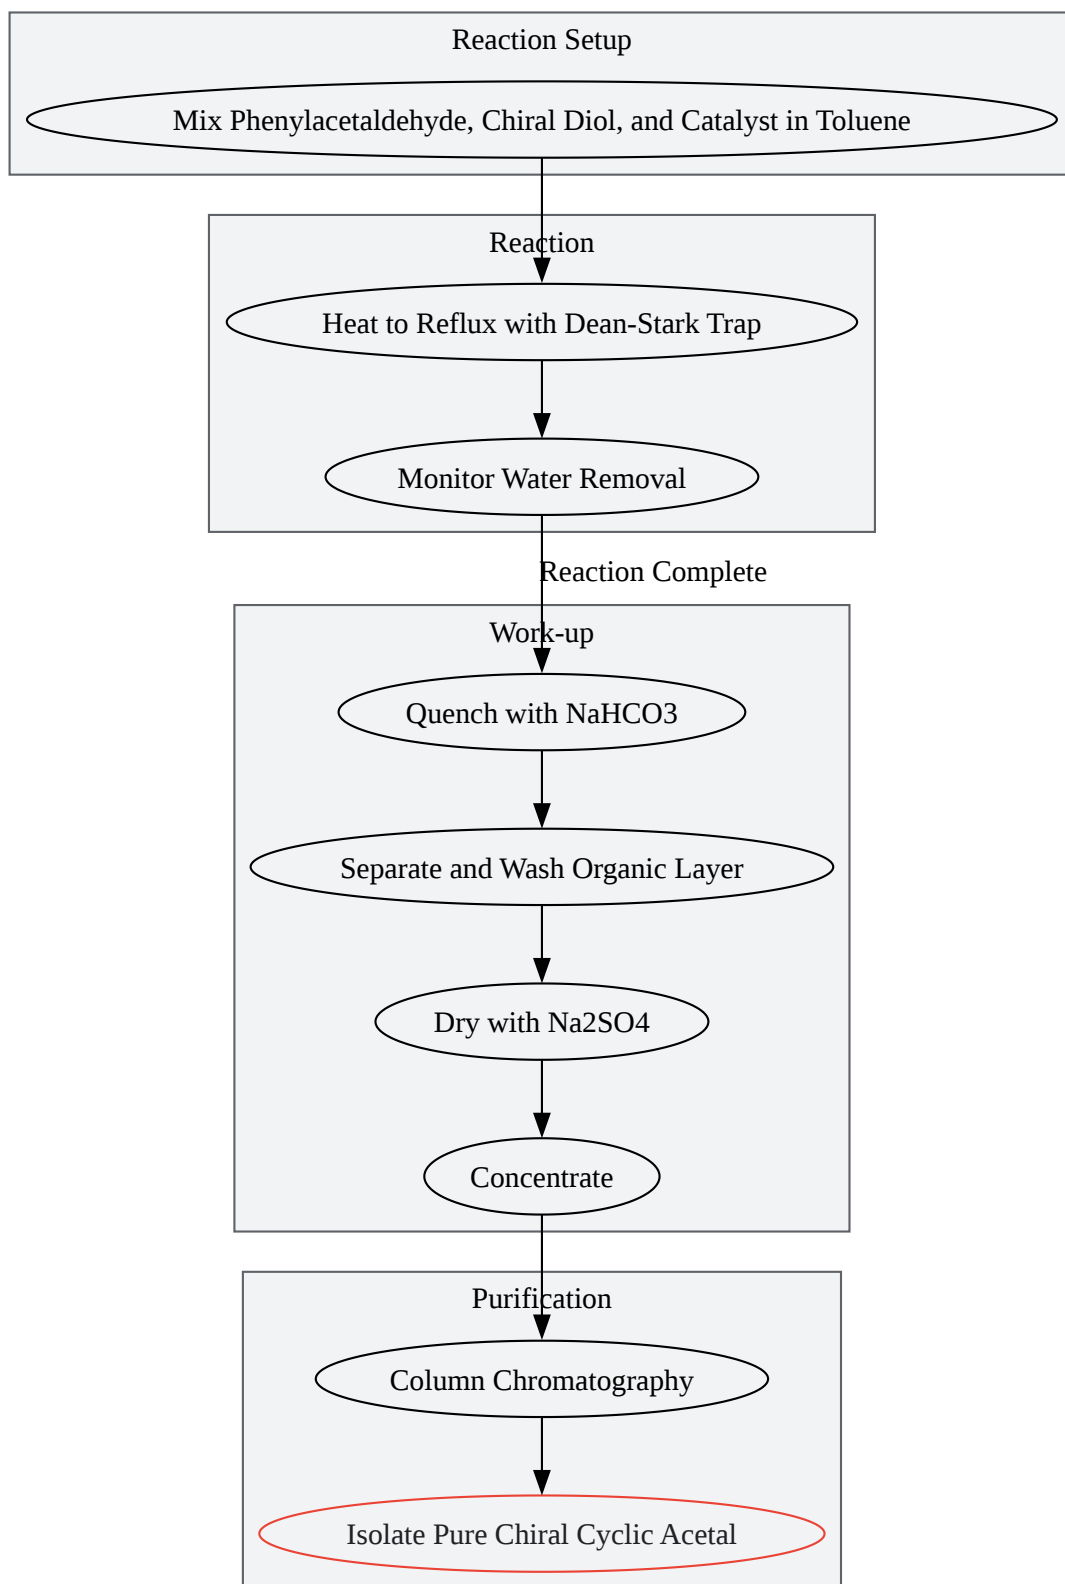 Reaction Setup
Mix Phenylacetaldehyde, Chiral Diol, and Catalyst in Toluene
Reaction
Heat to Reflux with Dean-Stark Trap
Monitor Water Removal
Reaction Complete
Work-up
Quench with NaHCO3
Separate and Wash Organic Layer
Dry with Na2SO4
Concentrate
Purification
Column Chromatography
Isolate Pure Chiral Cyclic Acetal